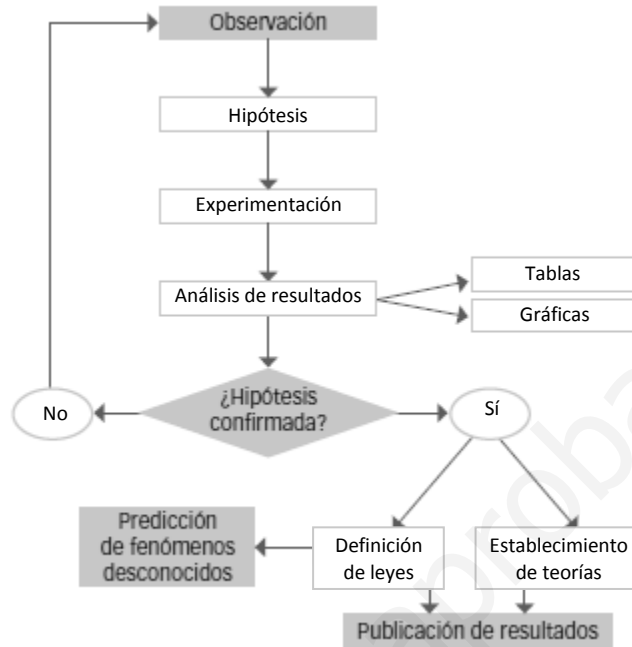 Observación
Hipótesis
Experimentación
Análisis de resultados
Tablas
Gráficas
¿Hipótesis
confirmada?
No
Sí
Predicción
de fenómenos
desconocidos
Definición
de leyes
Establecimiento
de teorías
Publicación de resultados